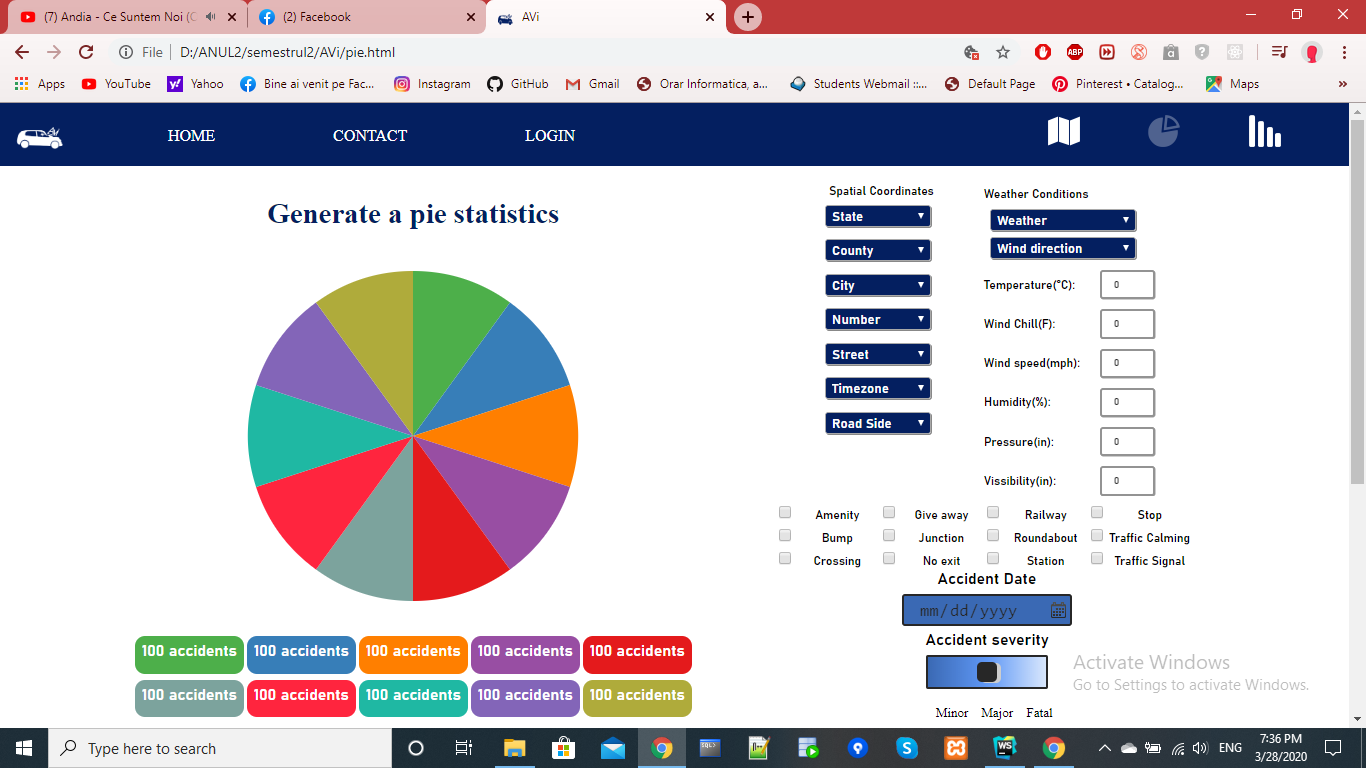 (7) Andia - Ce Suntem Noi (C
(2) Facebook
AVi
File D:/ANUL2/semestrul2/AVi/pie.html
ABP
Apps YouTube Yahoo Bine ai venit pe Fac... Instagram GitHub Gmail Orar Informatica, a... Students Webmail ::... Default Page Pinterest • Catalog... Maps »
HOME CONTACT LOGIN
Generate a pie statistics
Spatial Coordinates
State
County
City
Number
Street
Timezone
Road Side
Weather Conditions
Weather
Wind direction
Temperature(°C): 0
Wind Chill(F): 0
Wind speed(mph): 0
Humidity(%): 0
Pressure(in): 0
Vissibility(in): 0
Amenity Give away Railway Stop
Bump Junction Roundabout Traffic Calming
Crossing No exit Station Traffic Signal
Accident Date
mm/dd/yyyy
Accident severity
Minor Major Fatal
100 accidents 100 accidents 100 accidents 100 accidents 100 accidents
100 accidents 100 accidents 100 accidents 100 accidents 100 accidents
Activate Windows
Go to Settings to activate Windows.
Type here to search
ENG
7:36 PM
3/28/2020